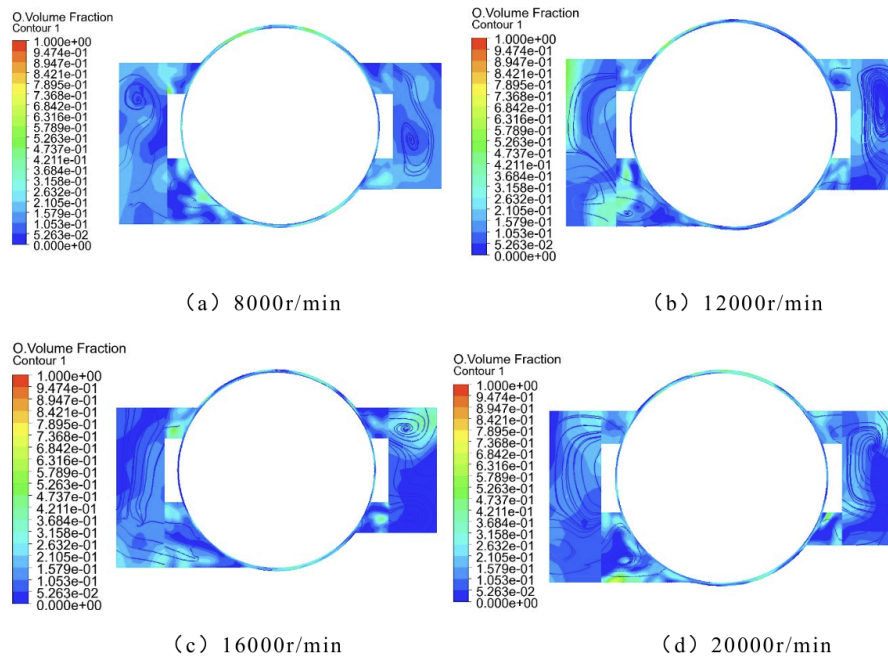 O.Volume Fraction
Contour 1
1.000e+00
9.474e-01
8.947e-01
8.421e-01
7.895e-01
7.368e-01
6.842e-01
6.316e-01
5.789e-01
5.263e-01
4.737e-01
4.211e-01
3.684e-01
3.158e-01
2.632e-01
2.105e-01
1.579e-01
1.053e-01
5.263e-02
0.000e+00
（a）8000r/min
O.Volume Fraction
Contour 1
1.000e+00
9.474e-01
8.947e-01
8.421e-01
7.895e-01
7.368e-01
6.842e-01
6.316e-01
5.789e-01
5.263e-01
4.737e-01
4.211e-01
3.684e-01
3.158e-01
2.632e-01
2.105e-01
1.579e-01
1.053e-01
5.263e-02
0.000e+00
（b）12000r/min
O.Volume Fraction
Contour 1
1.000e+00
9.474e-01
8.947e-01
8.421e-01
7.895e-01
7.368e-01
6.842e-01
6.316e-01
5.789e-01
5.263e-01
4.737e-01
4.211e-01
3.684e-01
3.158e-01
2.632e-01
2.105e-01
1.579e-01
1.053e-01
5.263e-02
0.000e+00
（c）16000r/min
O.Volume Fraction
Contour 1
1.000e+00
9.474e-01
8.947e-01
8.421e-01
7.895e-01
7.368e-01
6.842e-01
6.316e-01
5.789e-01
5.263e-01
4.737e-01
4.211e-01
3.684e-01
3.158e-01
2.632e-01
2.105e-01
1.579e-01
1.053e-01
5.263e-02
0.000e+00
（d）20000r/min